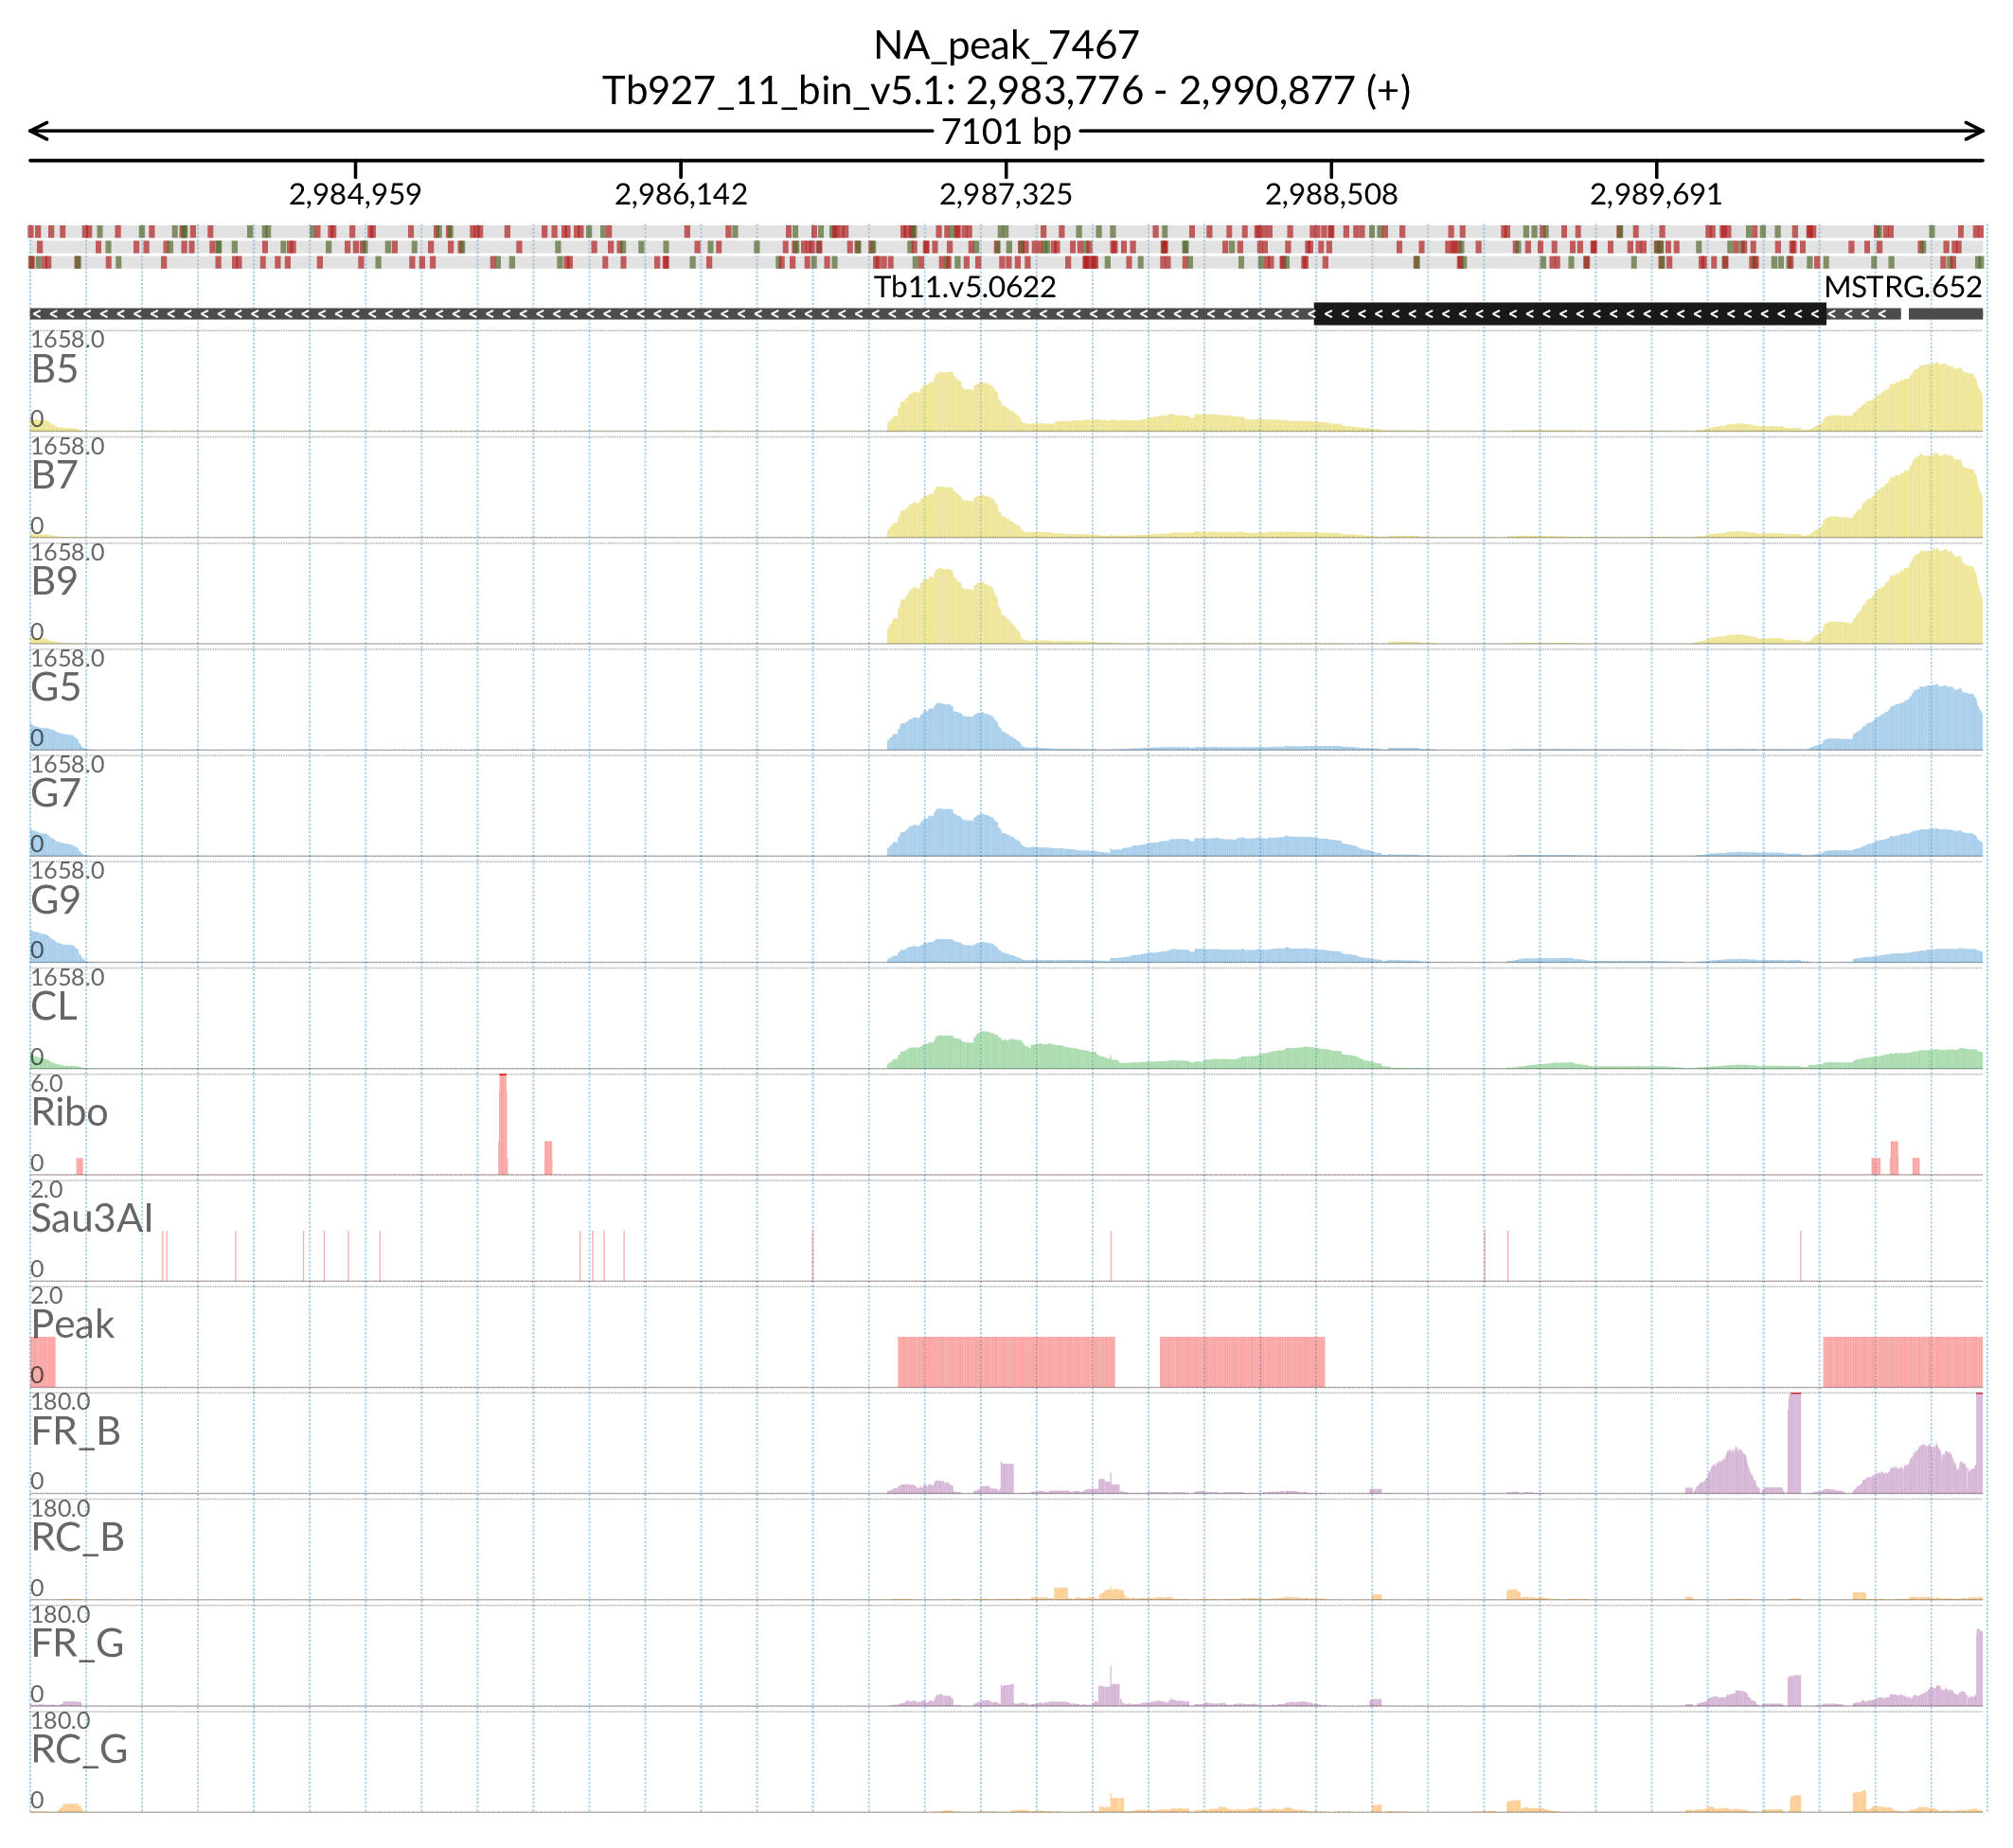 NA_peak_7467
Tb927_11_bin_v5.1: 2,983,776 - 2,990,877 (+)
7101 bp
2,984,959 2,986,142 2,987,325 2,988,508 2,989,691
Tb11.v5.0622 MSTRG.652
1658.0
B5
0
1658.0
B7
0
1658.0
B9
0
1658.0
G5
0
1658.0
G7
0
1658.0
G9
0
1658.0
CL
0
6.0
Ribo
0
2.0
Sau3AI
0
2.0
Peak
0
180.0
FR_B
0
180.0
RC_B
0
180.0
FR_G
0
180.0
RC_G
0